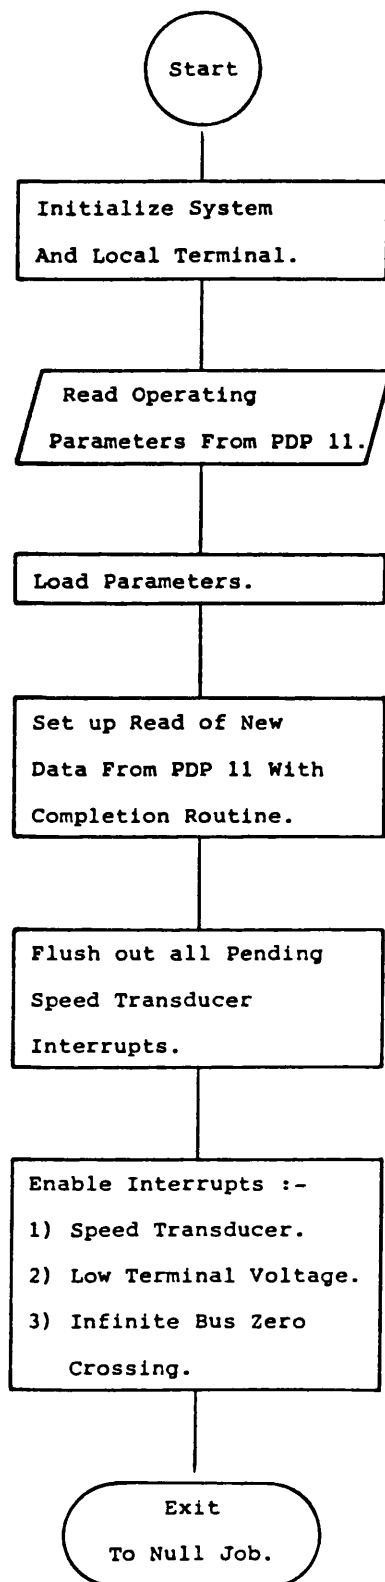 Start
Initialize System
And Local Terminal.
Read Operating
Parameters From PDP 11.
Load Parameters.
Set up Read of New
Data From PDP 11 With
Completion Routine.
Flush out all Pending
Speed Transducer
Interrupts.
Enable Interrupts :-
1) Speed Transducer.
2) Low Terminal Voltage.
3) Infinite Bus Zero
Crossing.
Exit
To Null Job.